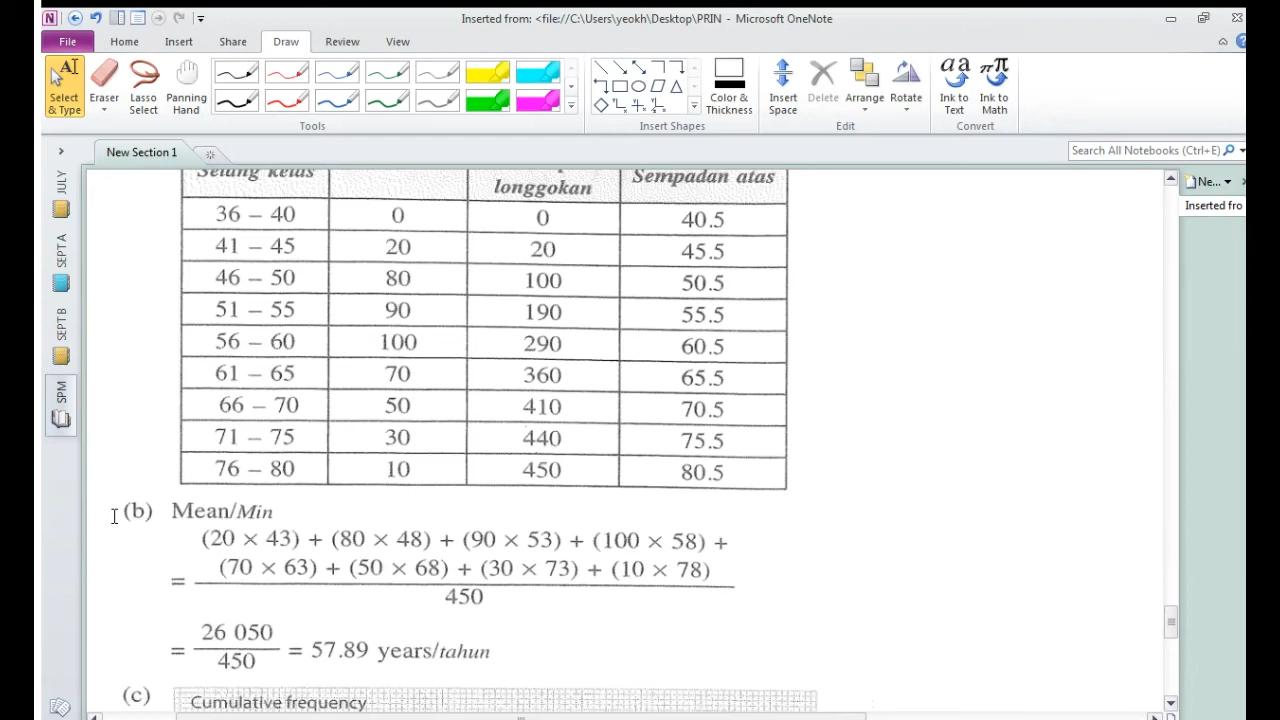 Inserted from: <file://C:\Users\yeokh\Desktop\PRIN - Microsoft OneNote
File Home Insert Share Draw Review View
Select & Type
Eraser
Lasso Select
Panning Hand
Color & Thickness
Insert Space
Delete
Arrange
Rotate
Ink to Text
Ink to Math
Tools
Insert Shapes
Edit
Convert
New Section 1
Search All Notebooks (Ctrl+E)
JULY
SEPT A
SEPT B
SPM
Ne...
Inserted fro
Selang kelas longgokan Sempadan atas
36 – 40 0 0 40.5
41 – 45 20 20 45.5
46 – 50 80 100 50.5
51 – 55 90 190 55.5
56 – 60 100 290 60.5
61 – 65 70 360 65.5
66 – 70 50 410 70.5
71 – 75 30 440 75.5
76 – 80 10 450 80.5
(b) Mean/Min
(20 × 43) + (80 × 48) + (90 × 53) + (100 × 58) +
= (70 × 63) + (50 × 68) + (30 × 73) + (10 × 78)
450
26 050
= = 57.89 years/tahun
450
(c) Cumulative frequency